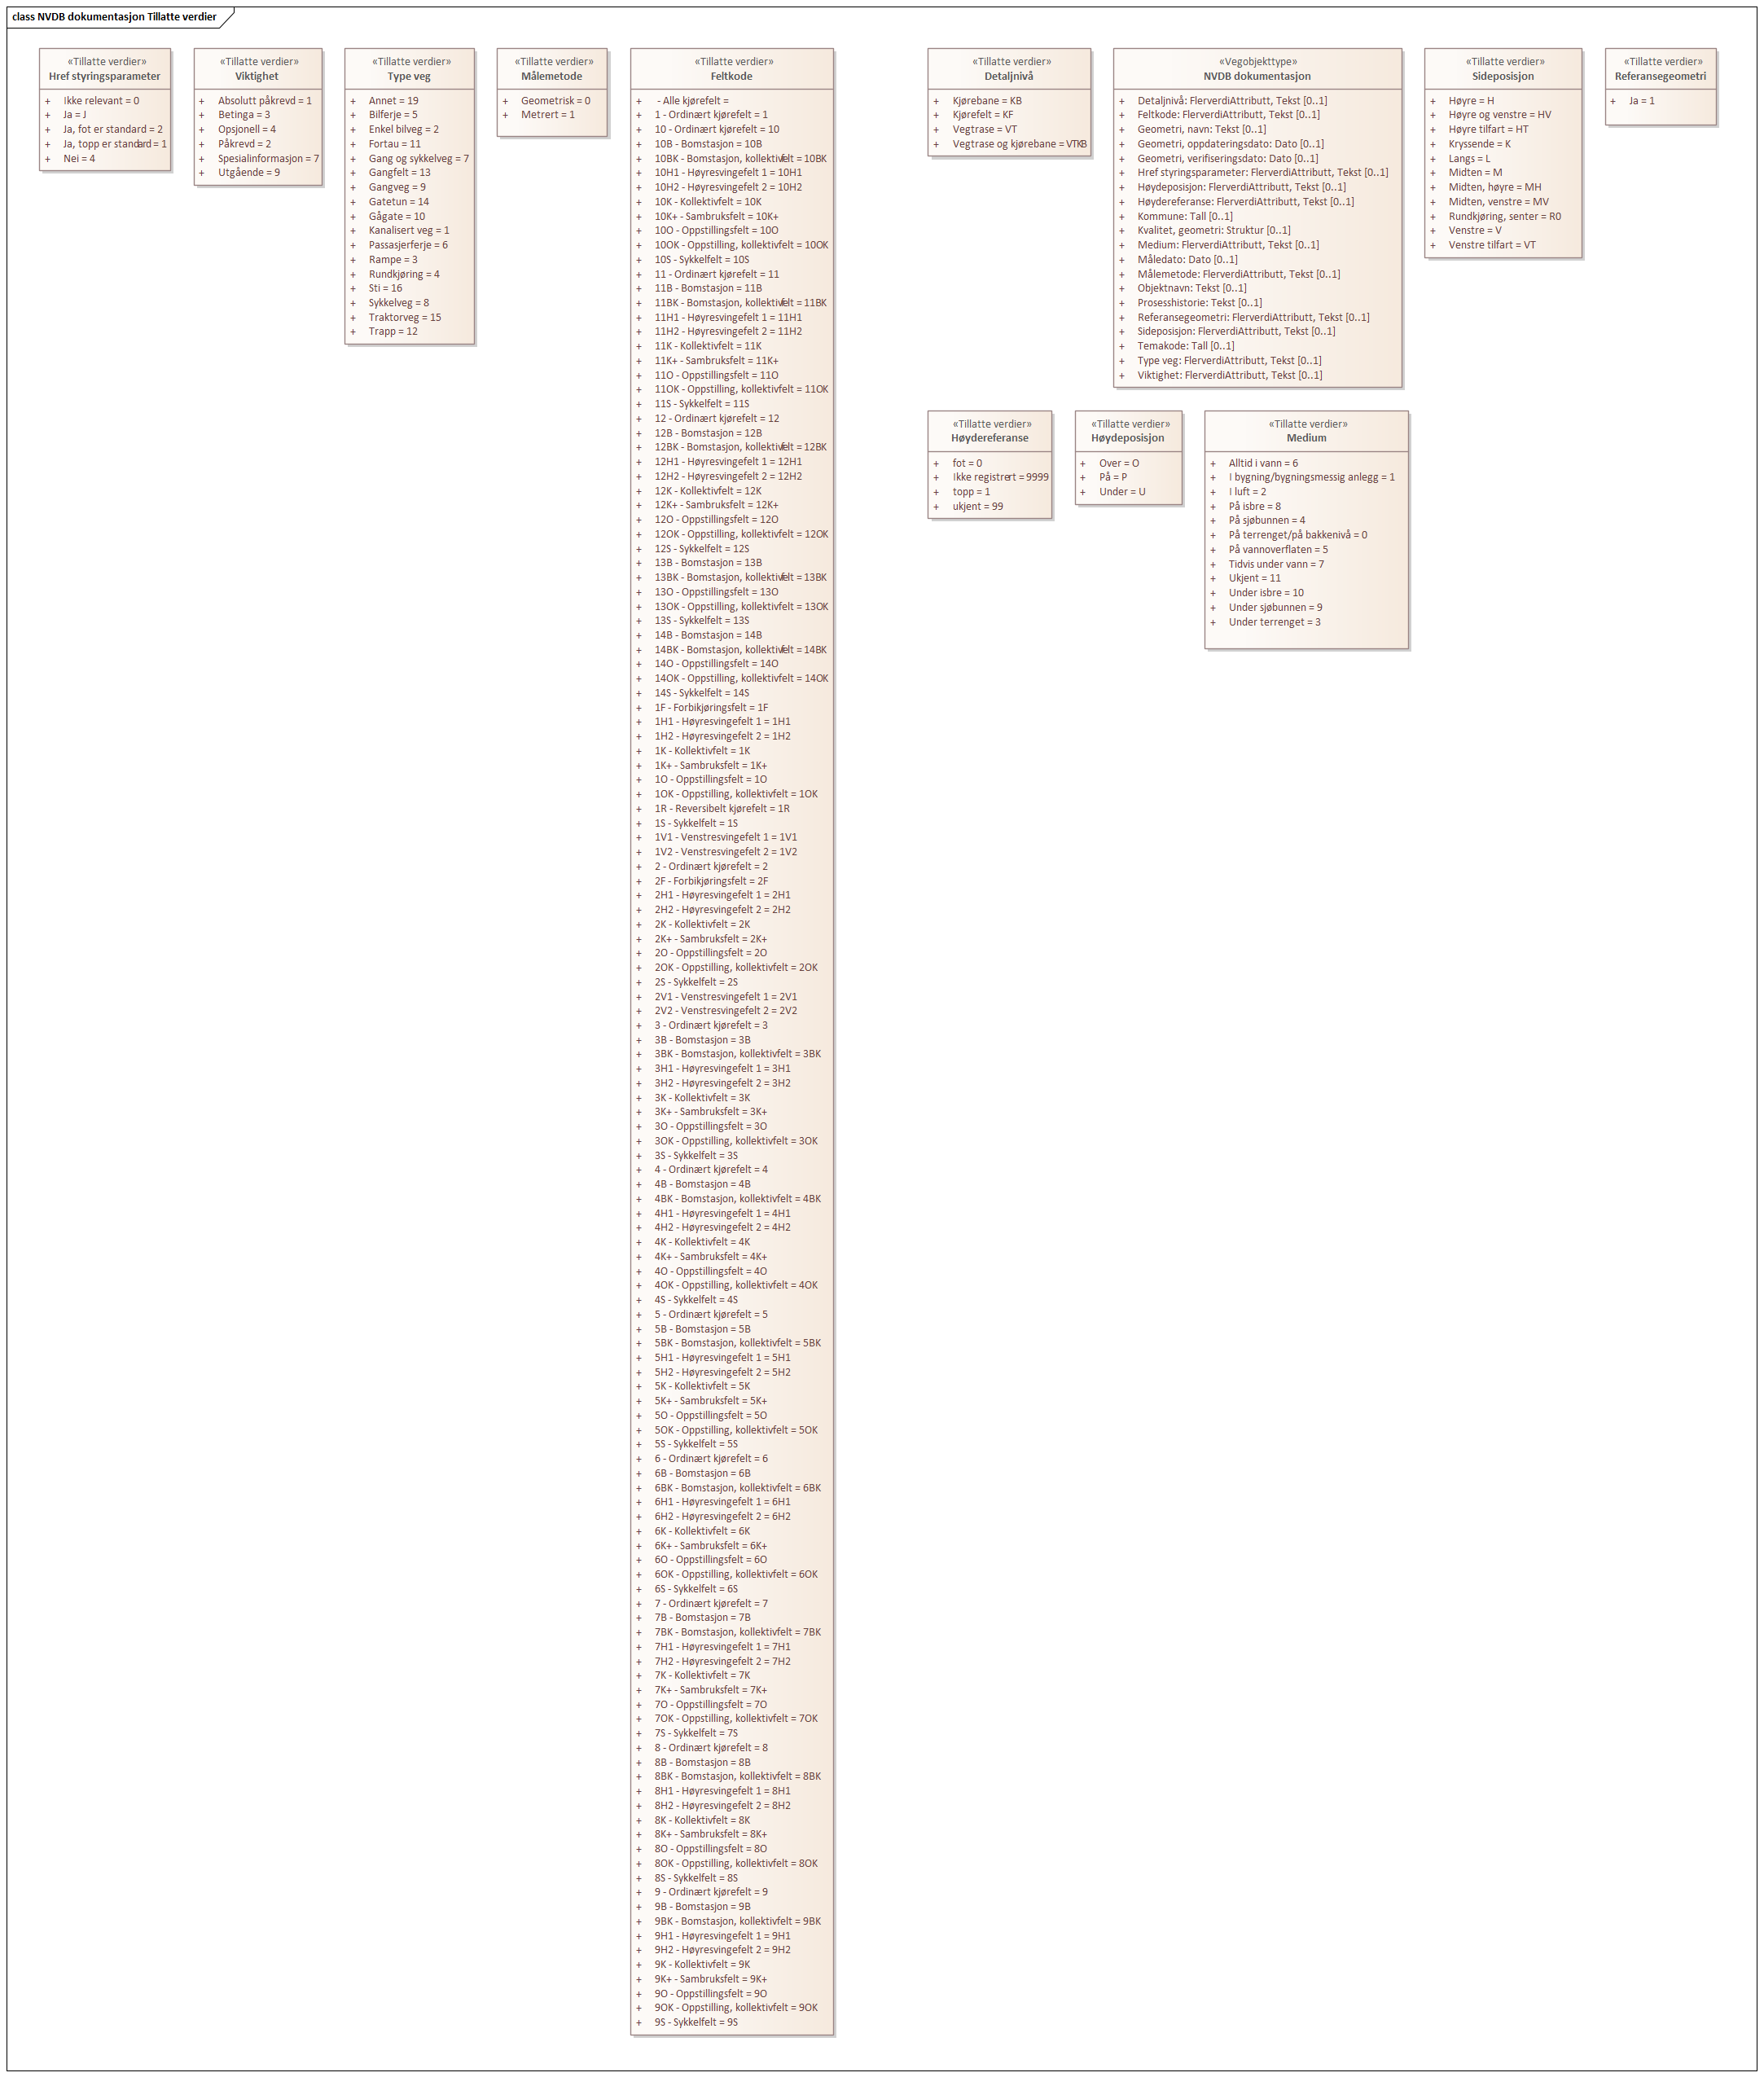 class NVDB dokumentasjon Tillatte verdier
«Tillatte verdier»
Href styringsparameter
+ Ikke relevant = 0
+ Ja = J
+ Ja, fot er standard = 2
+ Ja, topp er standard = 1
+ Nei = 4
«Tillatte verdier»
Viktighet
+ Absolutt påkrevd = 1
+ Betinga = 3
+ Opsjonell = 4
+ Påkrevd = 2
+ Spesialinformasjon = 7
+ Utgående = 9
«Tillatte verdier»
Type veg
+ Annet = 19
+ Bilferje = 5
+ Enkel bilveg = 2
+ Fortau = 11
+ Gang og sykkelveg = 7
+ Gangfelt = 13
+ Gangveg = 9
+ Gatetun = 14
+ Gågate = 10
+ Kanalisert veg = 1
+ Passasjerferje = 6
+ Rampe = 3
+ Rundkjøring = 4
+ Sti = 16
+ Sykkelveg = 8
+ Traktorveg = 15
+ Trapp = 12
«Tillatte verdier»
Målemetode
+ Geometrisk = 0
+ Metrert = 1
«Tillatte verdier»
Feltkode
+ - Alle kjørefelt =
+ 1 - Ordinært kjørefelt = 1
+ 10 - Ordinært kjørefelt = 10
+ 10B - Bomstasjon = 10B
+ 10BK - Bomstasjon, kollektivfelt = 10BK
+ 10H1 - Høyresvingefelt 1 = 10H1
+ 10H2 - Høyresvingefelt 2 = 10H2
+ 10K - Kollektivfelt = 10K
+ 10K+ - Sambruksfelt = 10K+
+ 10O - Oppstillingsfelt = 10O
+ 10OK - Oppstilling, kollektivfelt = 10OK
+ 10S - Sykkelfelt = 10S
+ 11 - Ordinært kjørefelt = 11
+ 11B - Bomstasjon = 11B
+ 11BK - Bomstasjon, kollektivfelt = 11BK
+ 11H1 - Høyresvingefelt 1 = 11H1
+ 11H2 - Høyresvingefelt 2 = 11H2
+ 11K - Kollektivfelt = 11K
+ 11K+ - Sambruksfelt = 11K+
+ 11O - Oppstillingsfelt = 11O
+ 11OK - Oppstilling, kollektivfelt = 11OK
+ 11S - Sykkelfelt = 11S
+ 12 - Ordinært kjørefelt = 12
+ 12B - Bomstasjon = 12B
+ 12BK - Bomstasjon, kollektivfelt = 12BK
+ 12H1 - Høyresvingefelt 1 = 12H1
+ 12H2 - Høyresvingefelt 2 = 12H2
+ 12K - Kollektivfelt = 12K
+ 12K+ - Sambruksfelt = 12K+
+ 12O - Oppstillingsfelt = 12O
+ 12OK - Oppstilling, kollektivfelt = 12OK
+ 12S - Sykkelfelt = 12S
+ 13B - Bomstasjon = 13B
+ 13BK - Bomstasjon, kollektivfelt = 13BK
+ 13O - Oppstillingsfelt = 13O
+ 13OK - Oppstilling, kollektivfelt = 13OK
+ 13S - Sykkelfelt = 13S
+ 14B - Bomstasjon = 14B
+ 14BK - Bomstasjon, kollektivfelt = 14BK
+ 14O - Oppstillingsfelt = 14O
+ 14OK - Oppstilling, kollektivfelt = 14OK
+ 14S - Sykkelfelt = 14S
+ 1F - Forbikjøringsfelt = 1F
+ 1H1 - Høyresvingefelt 1 = 1H1
+ 1H2 - Høyresvingefelt 2 = 1H2
+ 1K - Kollektivfelt = 1K
+ 1K+ - Sambruksfelt = 1K+
+ 1O - Oppstillingsfelt = 1O
+ 1OK - Oppstilling, kollektivfelt = 1OK
+ 1R - Reversibelt kjørefelt = 1R
+ 1S - Sykkelfelt = 1S
+ 1V1 - Venstresvingefelt 1 = 1V1
+ 1V2 - Venstresvingefelt 2 = 1V2
+ 2 - Ordinært kjørefelt = 2
+ 2F - Forbikjøringsfelt = 2F
+ 2H1 - Høyresvingefelt 1 = 2H1
+ 2H2 - Høyresvingefelt 2 = 2H2
+ 2K - Kollektivfelt = 2K
+ 2K+ - Sambruksfelt = 2K+
+ 2O - Oppstillingsfelt = 2O
+ 2OK - Oppstilling, kollektivfelt = 2OK
+ 2S - Sykkelfelt = 2S
+ 2V1 - Venstresvingefelt 1 = 2V1
+ 2V2 - Venstresvingefelt 2 = 2V2
+ 3 - Ordinært kjørefelt = 3
+ 3B - Bomstasjon = 3B
+ 3BK - Bomstasjon, kollektivfelt = 3BK
+ 3H1 - Høyresvingefelt 1 = 3H1
+ 3H2 - Høyresvingefelt 2 = 3H2
+ 3K - Kollektivfelt = 3K
+ 3K+ - Sambruksfelt = 3K+
+ 3O - Oppstillingsfelt = 3O
+ 3OK - Oppstilling, kollektivfelt = 3OK
+ 3S - Sykkelfelt = 3S
+ 4 - Ordinært kjørefelt = 4
+ 4B - Bomstasjon = 4B
+ 4BK - Bomstasjon, kollektivfelt = 4BK
+ 4H1 - Høyresvingefelt 1 = 4H1
+ 4H2 - Høyresvingefelt 2 = 4H2
+ 4K - Kollektivfelt = 4K
+ 4K+ - Sambruksfelt = 4K+
+ 4O - Oppstillingsfelt = 4O
+ 4OK - Oppstilling, kollektivfelt = 4OK
+ 4S - Sykkelfelt = 4S
+ 5 - Ordinært kjørefelt = 5
+ 5B - Bomstasjon = 5B
+ 5BK - Bomstasjon, kollektivfelt = 5BK
+ 5H1 - Høyresvingefelt 1 = 5H1
+ 5H2 - Høyresvingefelt 2 = 5H2
+ 5K - Kollektivfelt = 5K
+ 5K+ - Sambruksfelt = 5K+
+ 5O - Oppstillingsfelt = 5O
+ 5OK - Oppstilling, kollektivfelt = 5OK
+ 5S - Sykkelfelt = 5S
+ 6 - Ordinært kjørefelt = 6
+ 6B - Bomstasjon = 6B
+ 6BK - Bomstasjon, kollektivfelt = 6BK
+ 6H1 - Høyresvingefelt 1 = 6H1
+ 6H2 - Høyresvingefelt 2 = 6H2
+ 6K - Kollektivfelt = 6K
+ 6K+ - Sambruksfelt = 6K+
+ 6O - Oppstillingsfelt = 6O
+ 6OK - Oppstilling, kollektivfelt = 6OK
+ 6S - Sykkelfelt = 6S
+ 7 - Ordinært kjørefelt = 7
+ 7B - Bomstasjon = 7B
+ 7BK - Bomstasjon, kollektivfelt = 7BK
+ 7H1 - Høyresvingefelt 1 = 7H1
+ 7H2 - Høyresvingefelt 2 = 7H2
+ 7K - Kollektivfelt = 7K
+ 7K+ - Sambruksfelt = 7K+
+ 7O - Oppstillingsfelt = 7O
+ 7OK - Oppstilling, kollektivfelt = 7OK
+ 7S - Sykkelfelt = 7S
+ 8 - Ordinært kjørefelt = 8
+ 8B - Bomstasjon = 8B
+ 8BK - Bomstasjon, kollektivfelt = 8BK
+ 8H1 - Høyresvingefelt 1 = 8H1
+ 8H2 - Høyresvingefelt 2 = 8H2
+ 8K - Kollektivfelt = 8K
+ 8K+ - Sambruksfelt = 8K+
+ 8O - Oppstillingsfelt = 8O
+ 8OK - Oppstilling, kollektivfelt = 8OK
+ 8S - Sykkelfelt = 8S
+ 9 - Ordinært kjørefelt = 9
+ 9B - Bomstasjon = 9B
+ 9BK - Bomstasjon, kollektivfelt = 9BK
+ 9H1 - Høyresvingefelt 1 = 9H1
+ 9H2 - Høyresvingefelt 2 = 9H2
+ 9K - Kollektivfelt = 9K
+ 9K+ - Sambruksfelt = 9K+
+ 9O - Oppstillingsfelt = 9O
+ 9OK - Oppstilling, kollektivfelt = 9OK
+ 9S - Sykkelfelt = 9S
«Tillatte verdier»
Detaljnivå
+ Kjørebane = KB
+ Kjørefelt = KF
+ Vegtrase = VT
+ Vegtrase og kjørebane = VTKB
«Vegobjekttype»
NVDB dokumentasjon
+ Detaljnivå: FlerverdiAttributt, Tekst [0..1]
+ Feltkode: FlerverdiAttributt, Tekst [0..1]
+ Geometri, navn: Tekst [0..1]
+ Geometri, oppdateringsdato: Dato [0..1]
+ Geometri, verifiseringsdato: Dato [0..1]
+ Href styringsparameter: FlerverdiAttributt, Tekst [0..1]
+ Høydeposisjon: FlerverdiAttributt, Tekst [0..1]
+ Høydereferanse: FlerverdiAttributt, Tekst [0..1]
+ Kommune: Tall [0..1]
+ Kvalitet, geometri: Struktur [0..1]
+ Medium: FlerverdiAttributt, Tekst [0..1]
+ Måledato: Dato [0..1]
+ Målemetode: FlerverdiAttributt, Tekst [0..1]
+ Objektnavn: Tekst [0..1]
+ Prosesshistorie: Tekst [0..1]
+ Referansegeometri: FlerverdiAttributt, Tekst [0..1]
+ Sideposisjon: FlerverdiAttributt, Tekst [0..1]
+ Temakode: Tall [0..1]
+ Type veg: FlerverdiAttributt, Tekst [0..1]
+ Viktighet: FlerverdiAttributt, Tekst [0..1]
«Tillatte verdier»
Sideposisjon
+ Høyre = H
+ Høyre og venstre = HV
+ Høyre tilfart = HT
+ Kryssende = K
+ Langs = L
+ Midten = M
+ Midten, høyre = MH
+ Midten, venstre = MV
+ Rundkjøring, senter = R0
+ Venstre = V
+ Venstre tilfart = VT
«Tillatte verdier»
Referansegeometri
+ Ja = 1
«Tillatte verdier»
Høydereferanse
+ fot = 0
+ Ikke registrert = 9999
+ topp = 1
+ ukjent = 99
«Tillatte verdier»
Høydeposisjon
+ Over = O
+ På = P
+ Under = U
«Tillatte verdier»
Medium
+ Alltid i vann = 6
+ I bygning/bygningsmessig anlegg = 1
+ I luft = 2
+ På isbre = 8
+ På sjøbunnen = 4
+ På terrenget/på bakkenivå = 0
+ På vannoverflaten = 5
+ Tidvis under vann = 7
+ Ukjent = 11
+ Under isbre = 10
+ Under sjøbunnen = 9
+ Under terrenget = 3